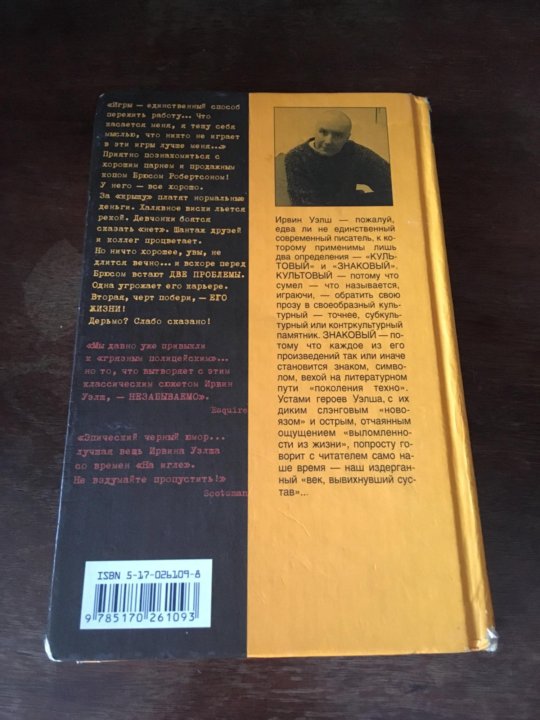 «Игры — единственный способ
пережить работу... Что
касается меня, я тешу себя
мыслью, что никто не играет
в эти игры лучше меня...»
Приятно познакомиться с
хорошим парнем и продажным
копом Брюсом Робертсоном!
У него — все хорошо.
За «крышу» платят нормальные
деньги. Халявное виски льется
рекой. Девчонки боятся
сказать «нет». Шантаж друзей
и коллег процветает.
Но ничто хорошее, увы, не
длится вечно... и вскоре перед
Брюсом встают ДВЕ ПРОБЛЕМЫ.
Одна угрожает его карьере.
Вторая, черт побери, — ЕГО
ЖИЗНИ!
Дерьмо? Слабо сказано!
«Мы давно уже привыкли
к «грязным полицейским»...
но то, что вытворяет с этим
классическим сюжетом Ирвин
Уэлш, — НЕЗАБЫВАЕМО».
Esquire
«Эпический черный юмор...
лучшая вещь Ирвина Уэлша
со времен «На игле».
Не вздумайте пропустить!»
Scotsman
ISBN 5-17-026109-8
9 785170 261093
Ирвин Уэлш — пожалуй,
едва ли не единственный
современный писатель, к ко-
торому применимы лишь
два определения — «КУЛЬ-
ТОВЫЙ» и «ЗНАКОВЫЙ».
КУЛЬТОВЫЙ — потому что
сумел — что называется,
играючи, — обратить свою
прозу в своеобразный куль-
турный — точнее, субкуль-
турный или контркультурный
памятник. ЗНАКОВЫЙ — по-
тому что каждое из его
произведений так или иначе
становится знаком, симво-
лом, вехой на литературном
пути «поколения техно».
Устами героев Уэлша, с их
диким слэнговым «ново-
язом» и острым, отчаянным
ощущением «выломленно-
сти из жизни», попросту го-
ворит с читателем само на-
ше время — наш издерган-
ный «век, вывихнувший сус-
тав»...